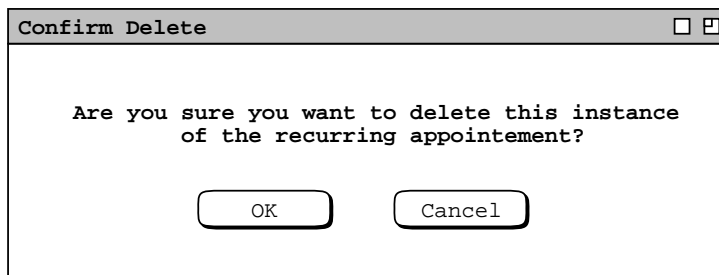 Confirm Delete
Are you sure you want to delete this instance
of the recurring appointement?
OK
Cancel